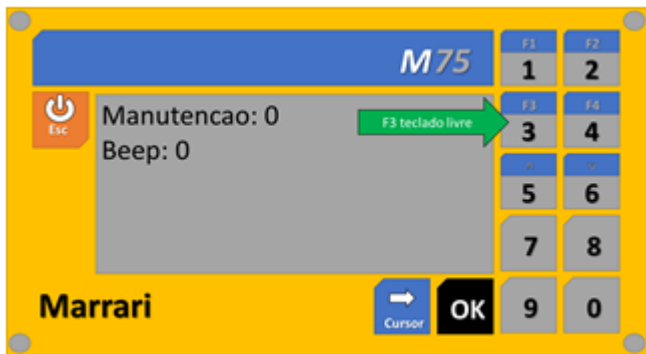 M75
F1
1
F2
2
Esc
Manutencao: 0
Beep: 0
F3 teclado livre
F3
3
F4
4
5
6
7
8
Marrari
Cursor
OK
9
0